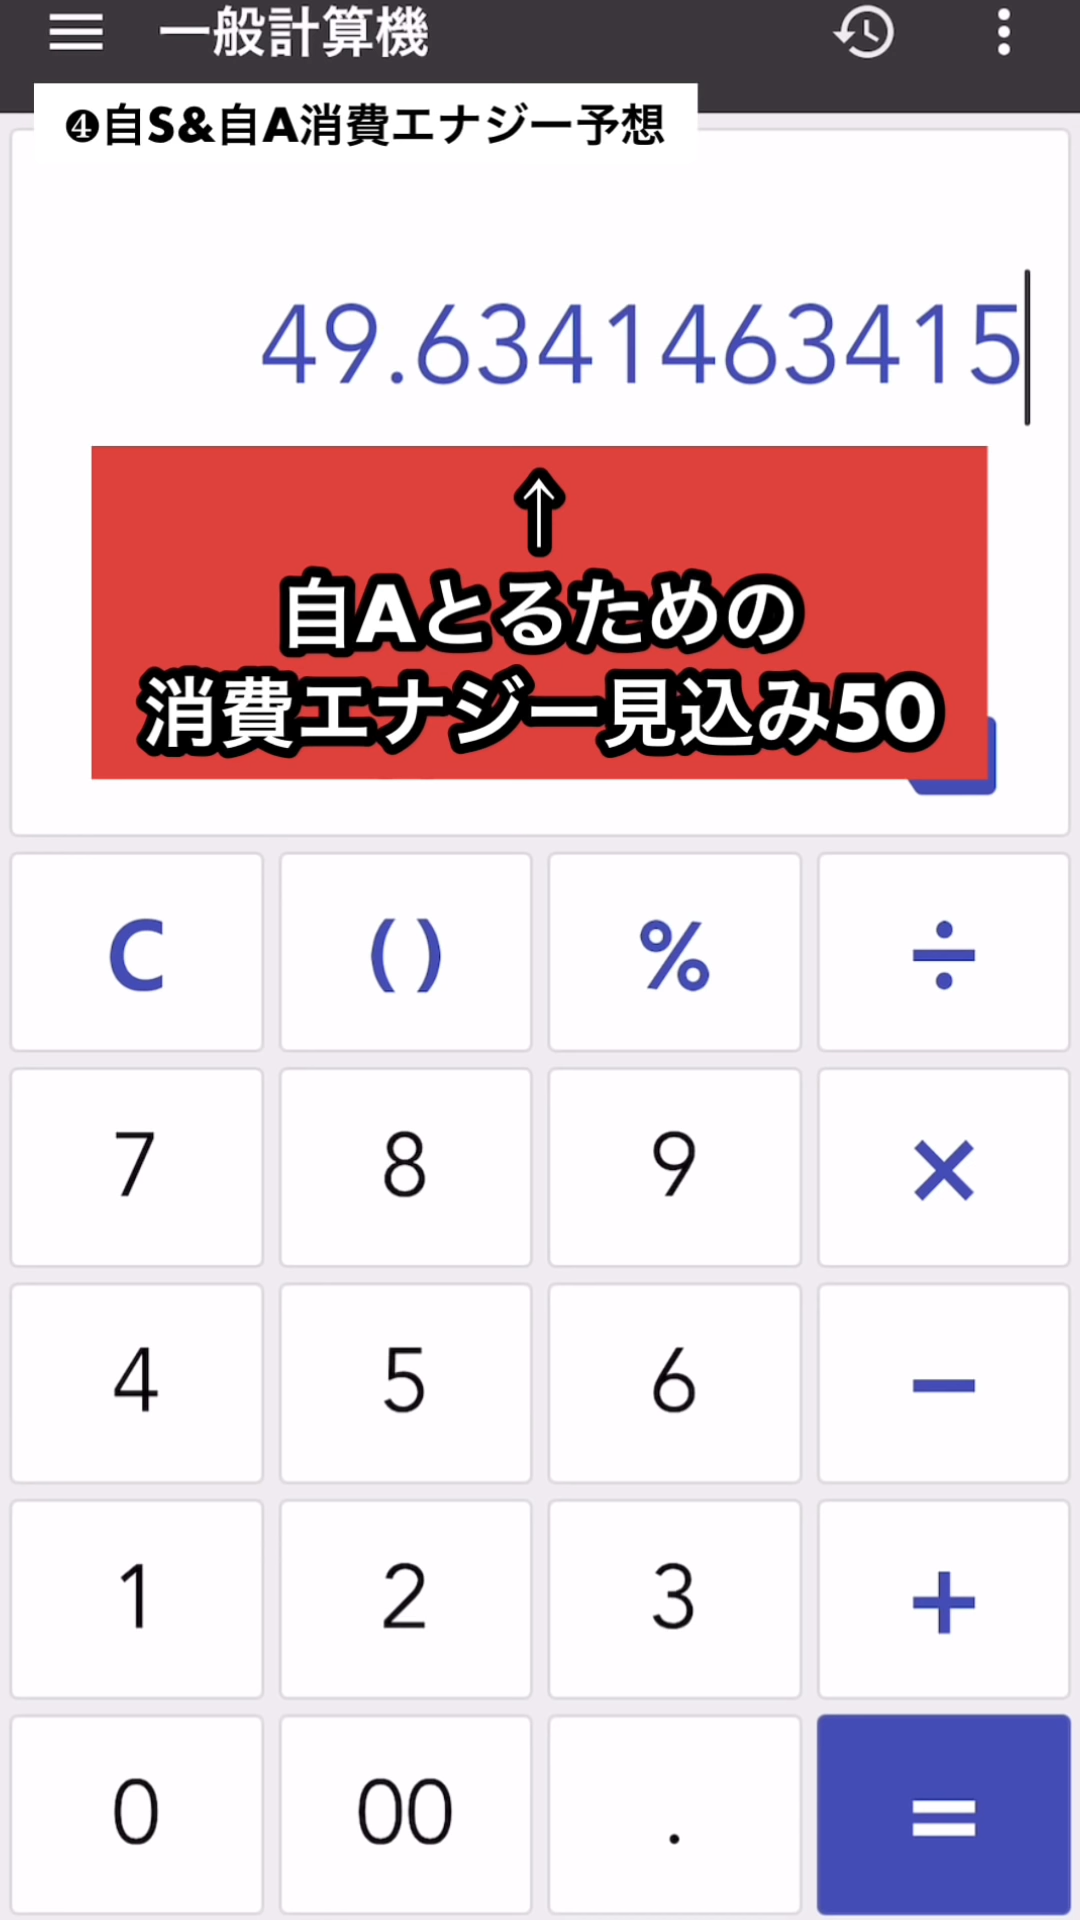 一般計算機
❹自S&自A消費エナジー予想
49.6341463415
↑
自Aとるための
消費エナジー見込み50
C () % ÷
7 8 9 ×
4 5 6 −
1 2 3 +
0 00 . =